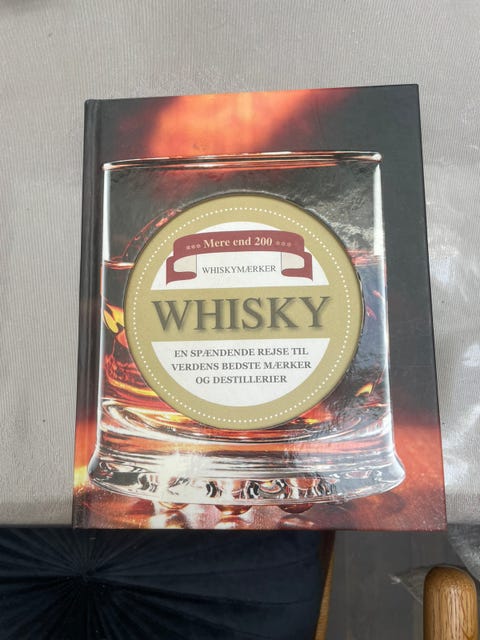 Mere end 200
WHISKYMÆRKER
WHISKY
EN SPÆNDENDE REJSE TIL
VERDENS BEDSTE MÆRKER
OG DESTILLERIER